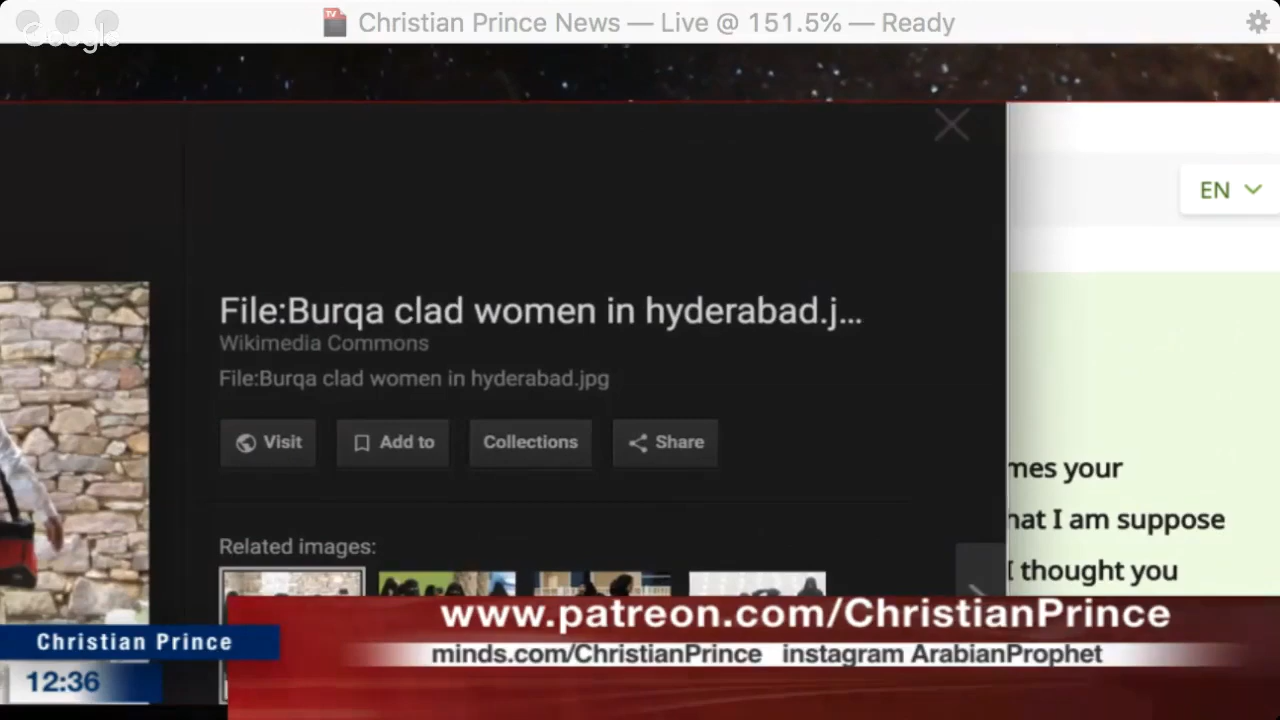 Google
TV
Christian Prince News — Live @ 151.5% — Ready
EN
File:Burqa clad women in hyderabad.j...
Wikimedia Commons
File:Burqa clad women in hyderabad.jpg
Visit
Add to
Collections
Share
mes your
hat I am suppose
I thought you
Related images:
www.patreon.com/ChristianPrince
Christian Prince
minds.com/ChristianPrince instagram ArabianProphet
12:36